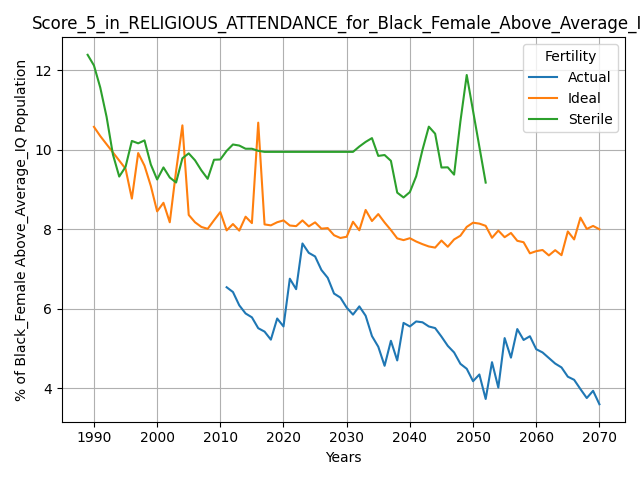 Score_5_in_RELIGIOUS_ATTENDANCE_for_Black_Female_Above_Average_I
% of Black_Female Above_Average_IQ Population
12
10
8
6
4
Fertility
Actual
Ideal
Sterile
1990 2000 2010 2020 2030 2040 2050 2060 2070
Years